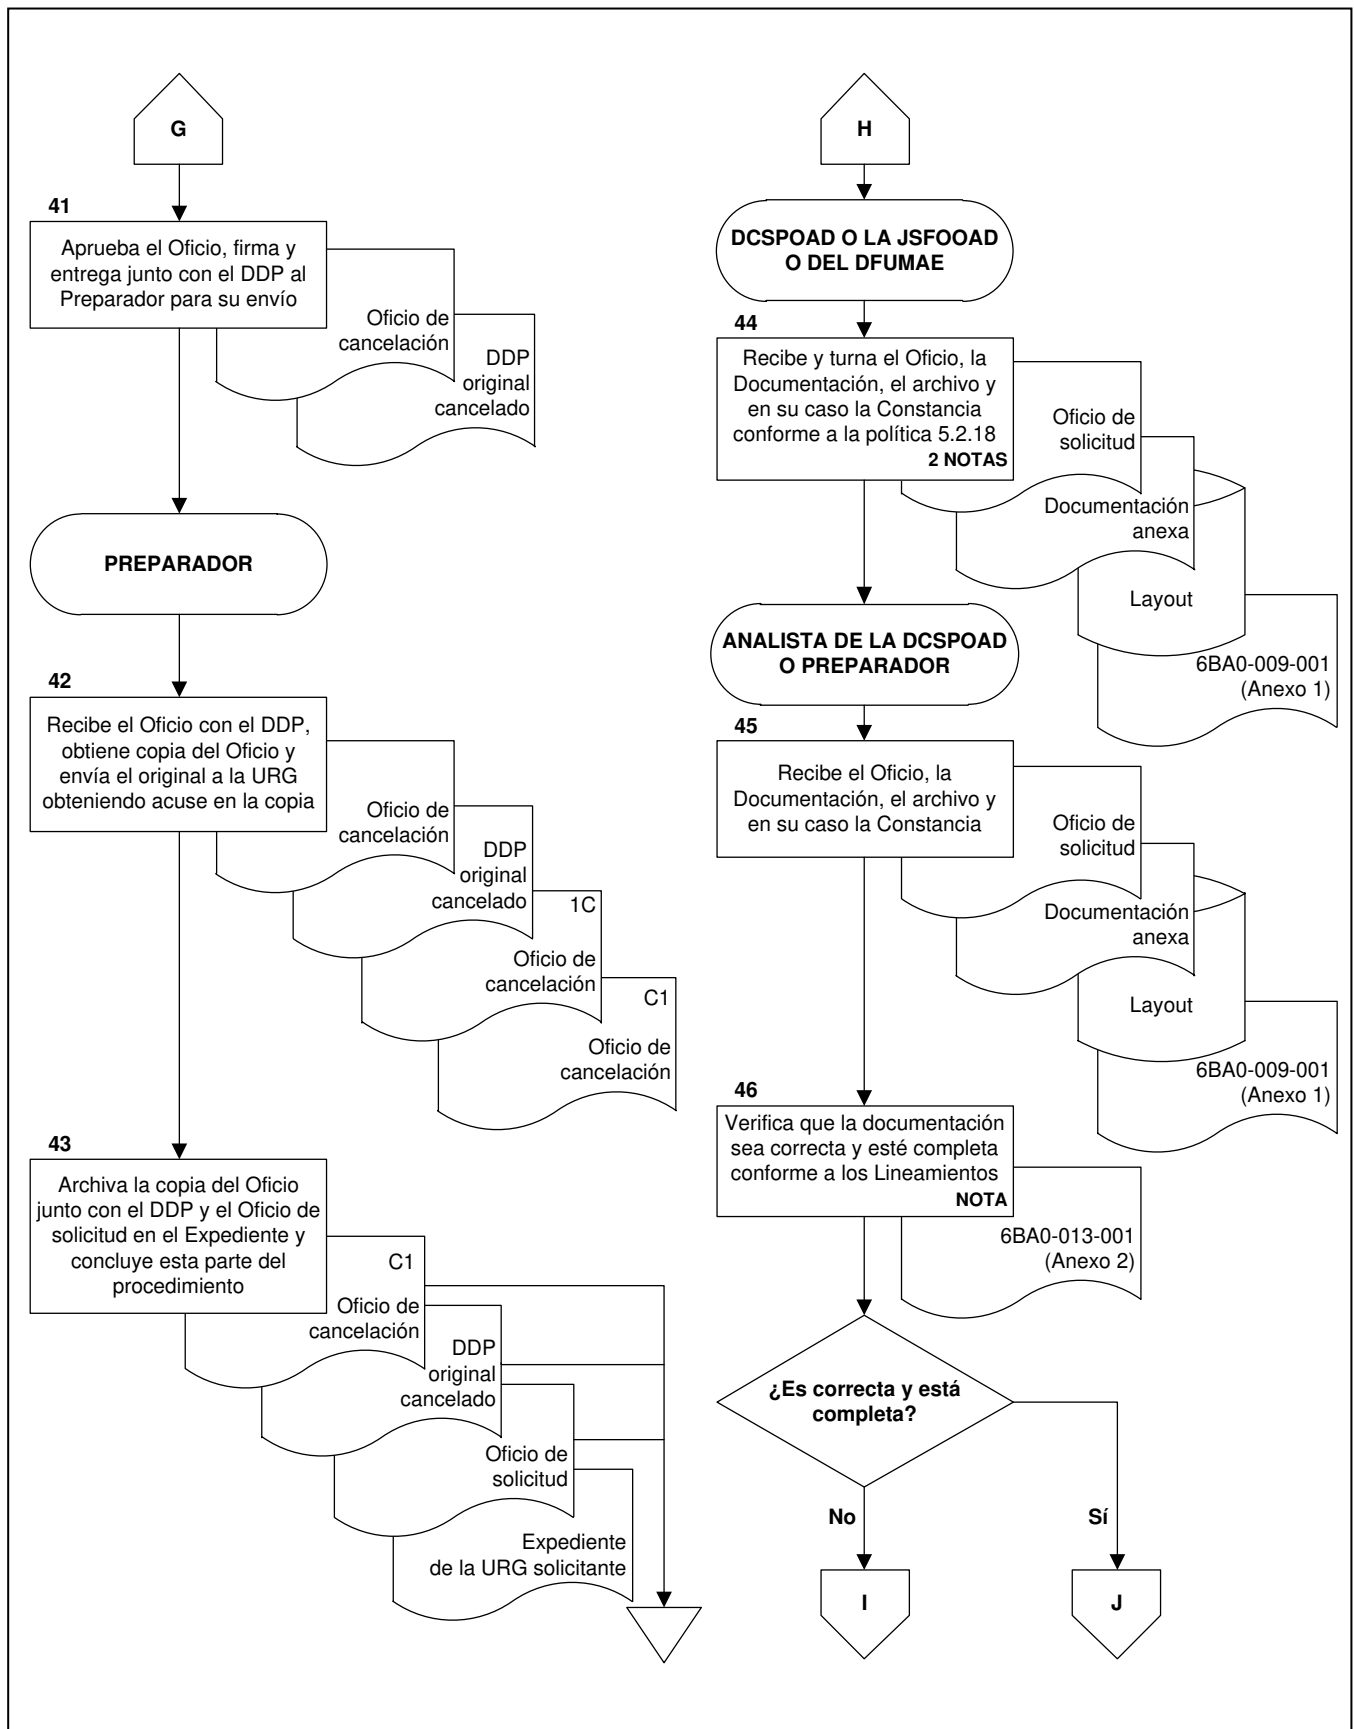 G
41
Aprueba el Oficio, firma y
entrega junto con el DDP al
Preparador para su envío
Oficio de
cancelación
DDP
original
cancelado
PREPARADOR
42
Recibe el Oficio con el DDP,
obtiene copia del Oficio y
envía el original a la URG
obteniendo acuse en la copia
Oficio de
cancelación
DDP
original
cancelado
1C
Oficio de
cancelación
C1
Oficio de
cancelación
43
Archiva la copia del Oficio
junto con el DDP y el Oficio de
solicitud en el Expediente y
concluye esta parte del
procedimiento
C1
Oficio de
cancelación
DDP
original
cancelado
Oficio de
solicitud
Expediente
de la URG solicitante
H
DCSPOAD O LA JSFOOAD
O DEL DFUMAE
44
Recibe y turna el Oficio, la
Documentación, el archivo y
en su caso la Constancia
conforme a la política 5.2.18
2 NOTAS
Oficio de
solicitud
Documentación
anexa
Layout
6BA0-009-001
(Anexo 1)
ANALISTA DE LA DCSPOAD
O PREPARADOR
45
Recibe el Oficio, la
Documentación, el archivo y
en su caso la Constancia
Oficio de
solicitud
Documentación
anexa
Layout
6BA0-009-001
(Anexo 1)
46
Verifica que la documentación
sea correcta y esté completa
conforme a los Lineamientos
NOTA
6BA0-013-001
(Anexo 2)
¿Es correcta y está
completa?
No
Sí
I
J